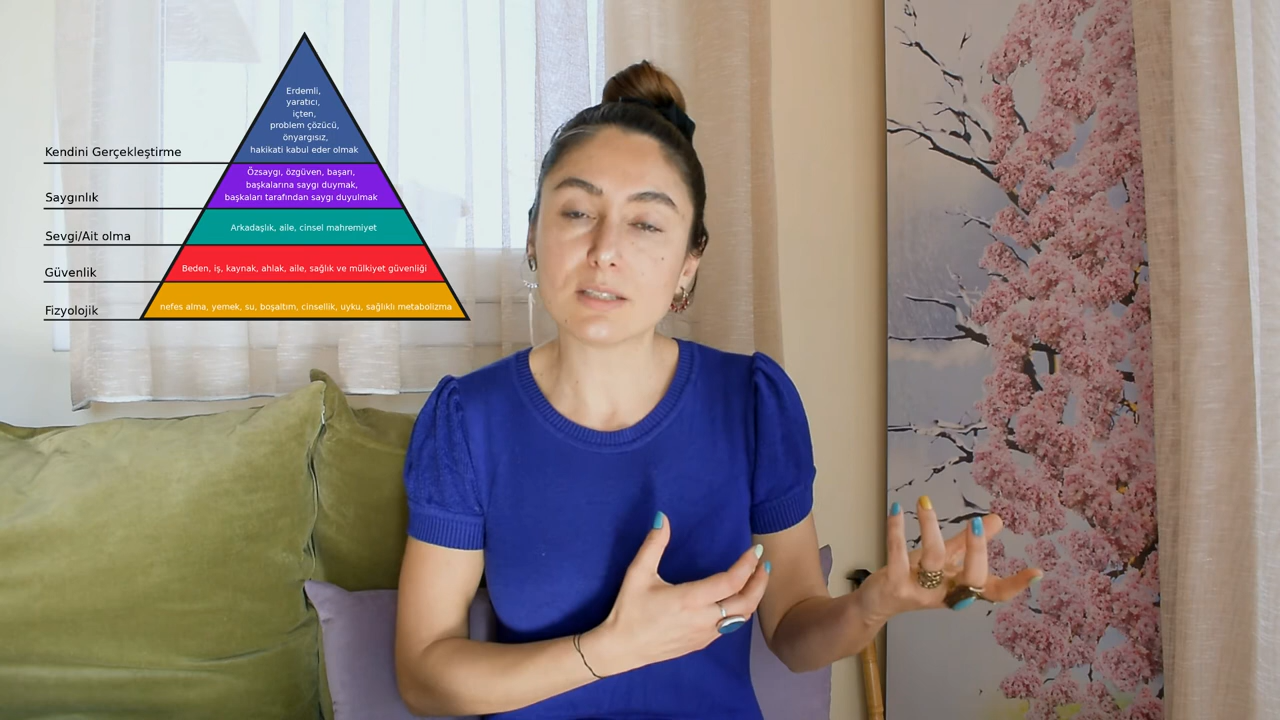 Erdemli,
yaratıcı,
içten,
problem çözücü,
önyargısız,
hakikati kabul eder olmak
Kendini Gerçekleştirme
Özsaygı, özgüven, başarı,
başkalarına saygı duymak,
başkaları tarafından saygı duyulmak
Saygınlık
Arkadaşlık, aile, cinsel mahremiyet
Sevgi/Ait olma
Beden, iş, kaynak, ahlak, aile, sağlık ve mülkiyet güvenliği
Güvenlik
nefes alma, yemek, su, boşaltım, cinsellik, uyku, sağlıklı metabolizma
Fizyolojik